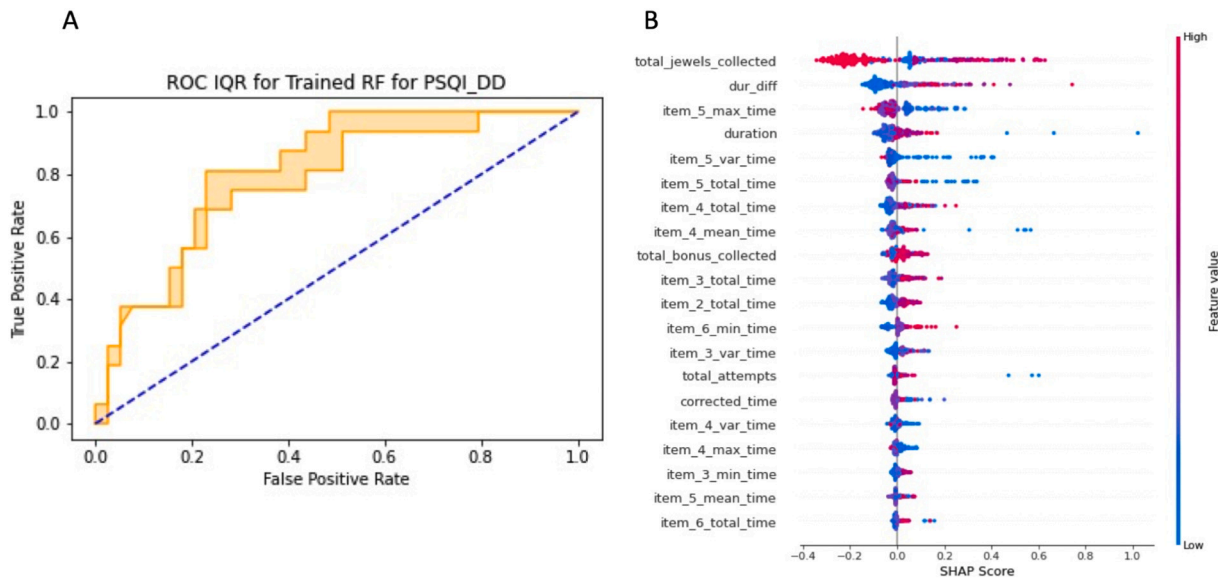 A
ROC IQR for Trained RF for PSQI_DD
True Positive Rate
1.0
0.8
0.6
0.4
0.2
0.0
0.0 0.2 0.4 0.6 0.8 1.0
False Positive Rate
B
total_jewels_collected
dur_diff
item_5_max_time
duration
item_5_var_time
item_5_total_time
item_4_total_time
item_4_mean_time
total_bonus_collected
item_3_total_time
item_2_total_time
item_6_min_time
item_3_var_time
total_attempts
corrected_time
item_4_var_time
item_4_max_time
item_3_min_time
item_5_mean_time
item_6_total_time
−0.4 −0.2 0.0 0.2 0.4 0.6 0.8 1.0
SHAP Score
High
Feature value
Low